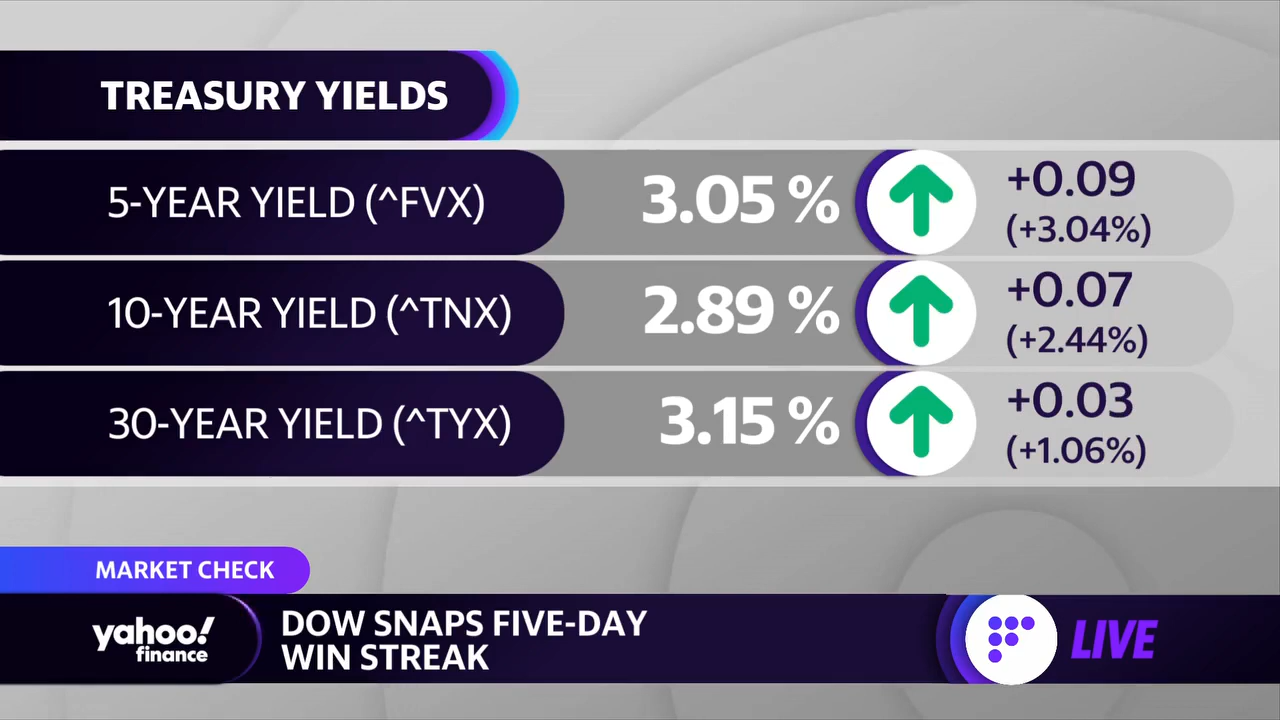 TREASURY YIELDS
5-YEAR YIELD (^FVX) 3.05 % +0.09
(+3.04%)
10-YEAR YIELD (^TNX) 2.89 % +0.07
(+2.44%)
30-YEAR YIELD (^TYX) 3.15 % +0.03
(+1.06%)
MARKET CHECK
yahoo!
finance
DOW SNAPS FIVE-DAY
WIN STREAK
LIVE